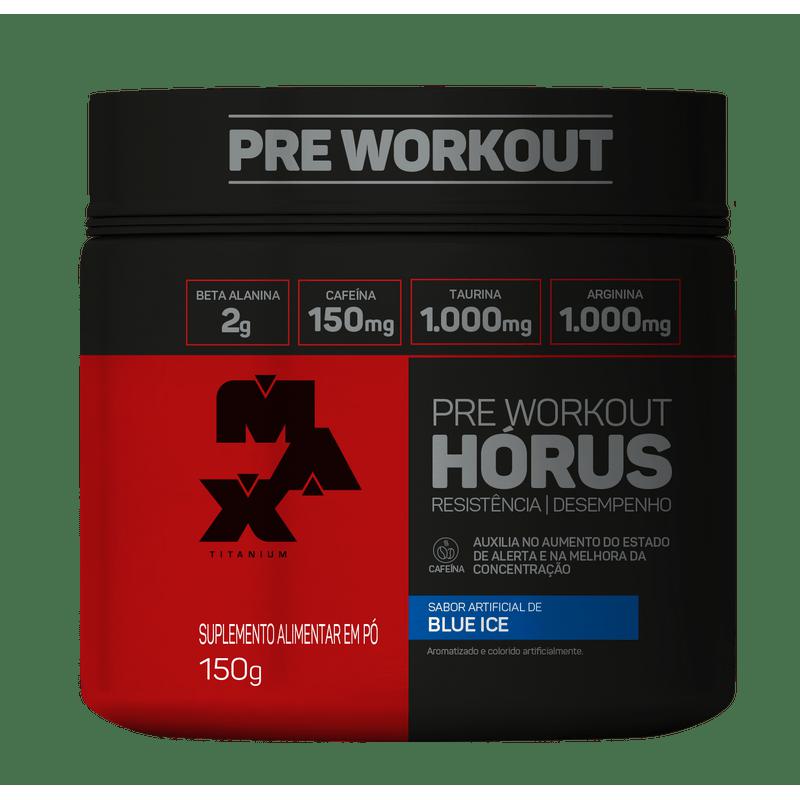 PRE WORKOUT
BETA ALANINA
2g
CAFEÍNA
150mg
TAURINA
1.000mg
ARGININA
1.000mg
MAX
TITANIUM
PRE WORKOUT
HÓRUS
RESISTÊNCIA | DESEMPENHO
CAFEÍNA
AUXILIA NO AUMENTO DO ESTADO
DE ALERTA E NA MELHORA DA
CONCENTRAÇÃO
SABOR ARTIFICIAL DE
BLUE ICE
Aromatizado e colorido artificialmente.
SUPLEMENTO ALIMENTAR EM PÓ
150g